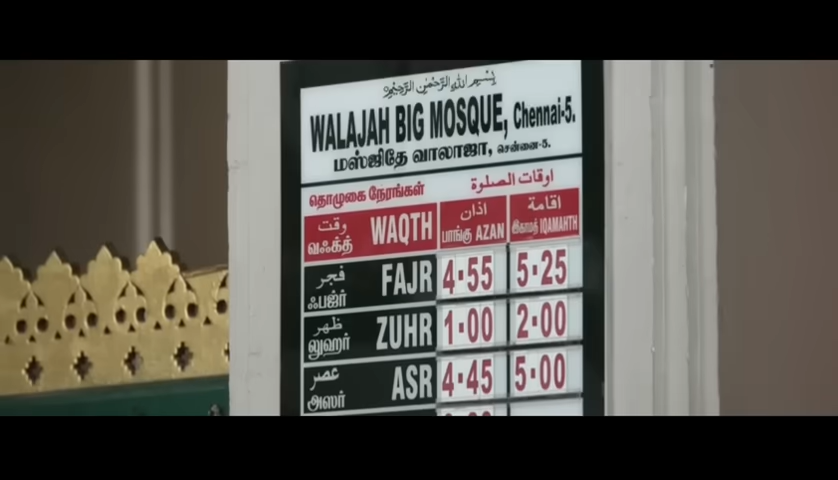 بِسْمِ اللهِ الرَّحْمٰنِ الرَّحِيْمِ
WALAJAH BIG MOSQUE, Chennai-5.
மஸ்ஜிதே வாலாஜா, சென்னை-5.
தொழுகை நேரங்கள் اوقات الصلوة
وقت اذان اقامة
வஃக்த் WAQTH பாங்கு AZAN இகாமத் IQAMAHTH
فجر
ஃபஜ்ர் FAJR 4-55 5-25
ظهر
லுஹர் ZUHR 1-00 2-00
عصر
அஸர் ASR 4-45 5-00